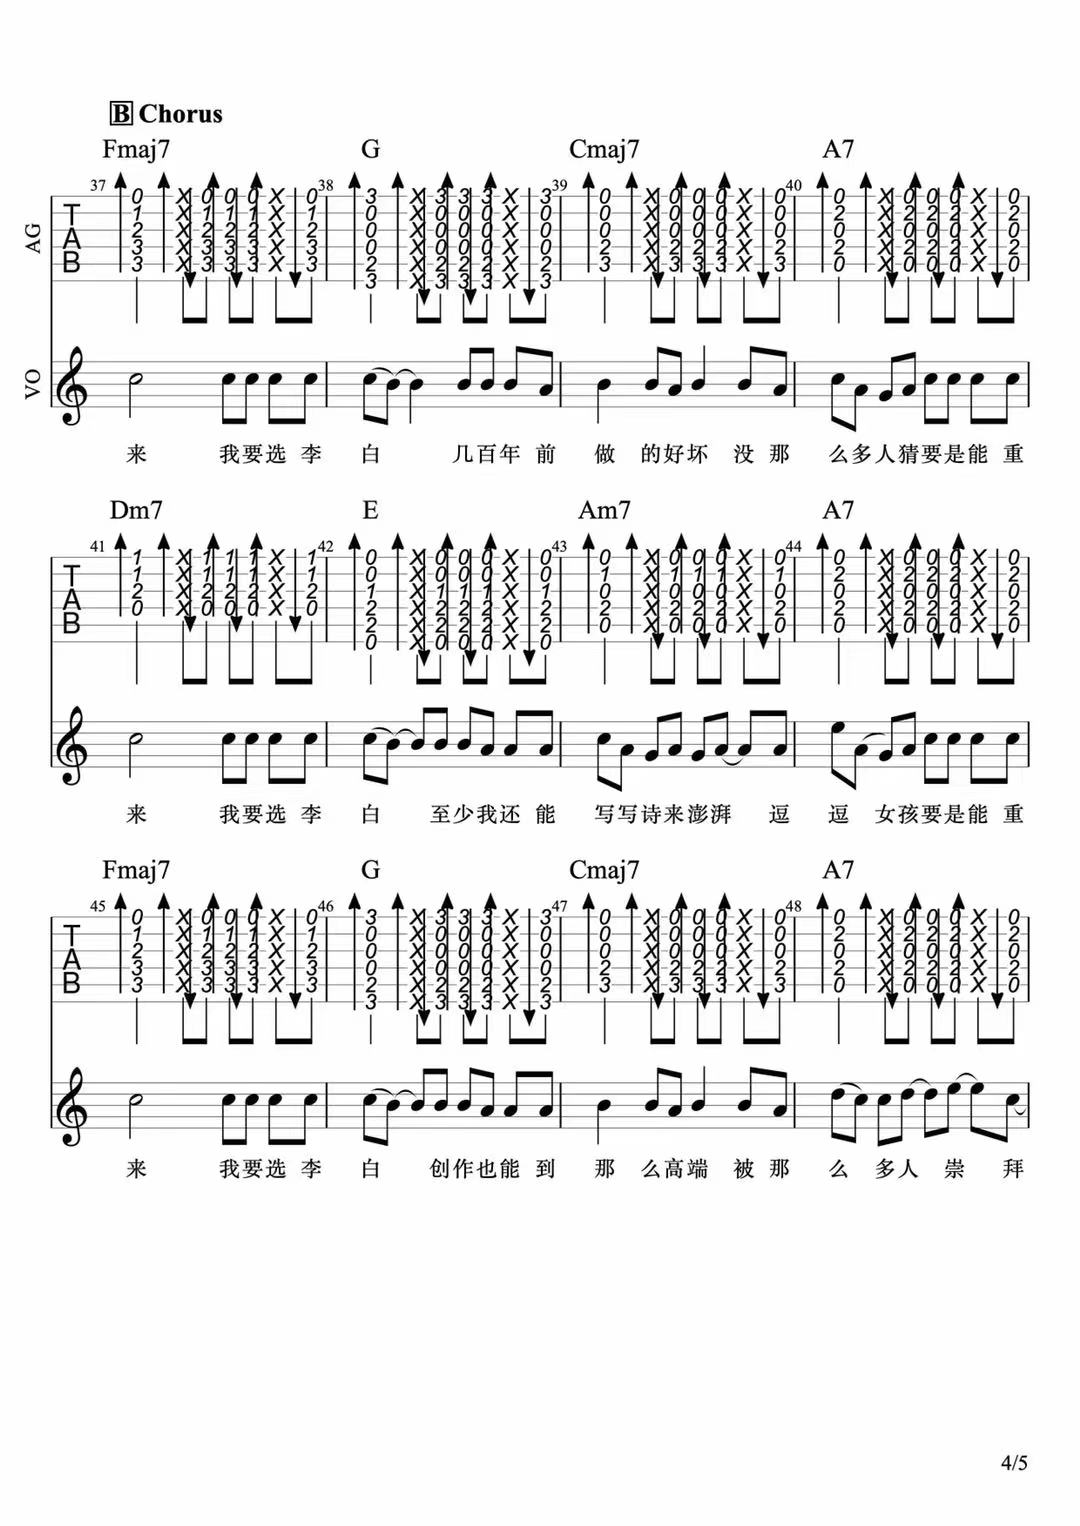 B Chorus
Fmaj7 G Cmaj7 A7
37 38 39 40
AG
TAB
VO
来 我要选李 白 几百年前 做 的好坏 没那 么多人猜要是能重
Dm7 E Am7 A7
41 42 43 44
TAB
来 我要选李 白 至少我还能 写写诗来澎湃 逗 逗 女孩要是能重
Fmaj7 G Cmaj7 A7
45 46 47 48
TAB
来 我要选李 白 创作也能到 那 么高端 被那 么 多人 崇 拜
4/5